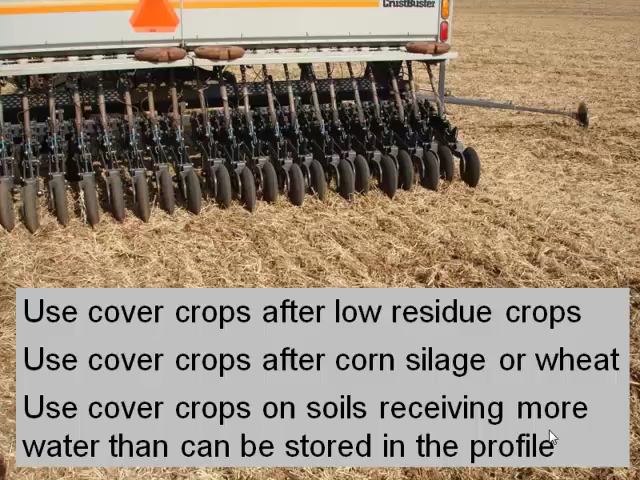 CrustBuster
Use cover crops after low residue crops
Use cover crops after corn silage or wheat
Use cover crops on soils receiving more
water than can be stored in the profile